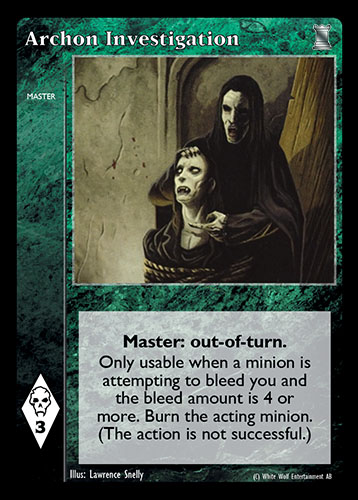 Archon Investigation
MASTER
Master: out-of-turn.
Only usable when a minion is
attempting to bleed you and
the bleed amount is 4 or
more. Burn the acting minion.
(The action is not successful.)
3
Illus: Lawrence Snelly
(C) White Wolf Entertainment AB